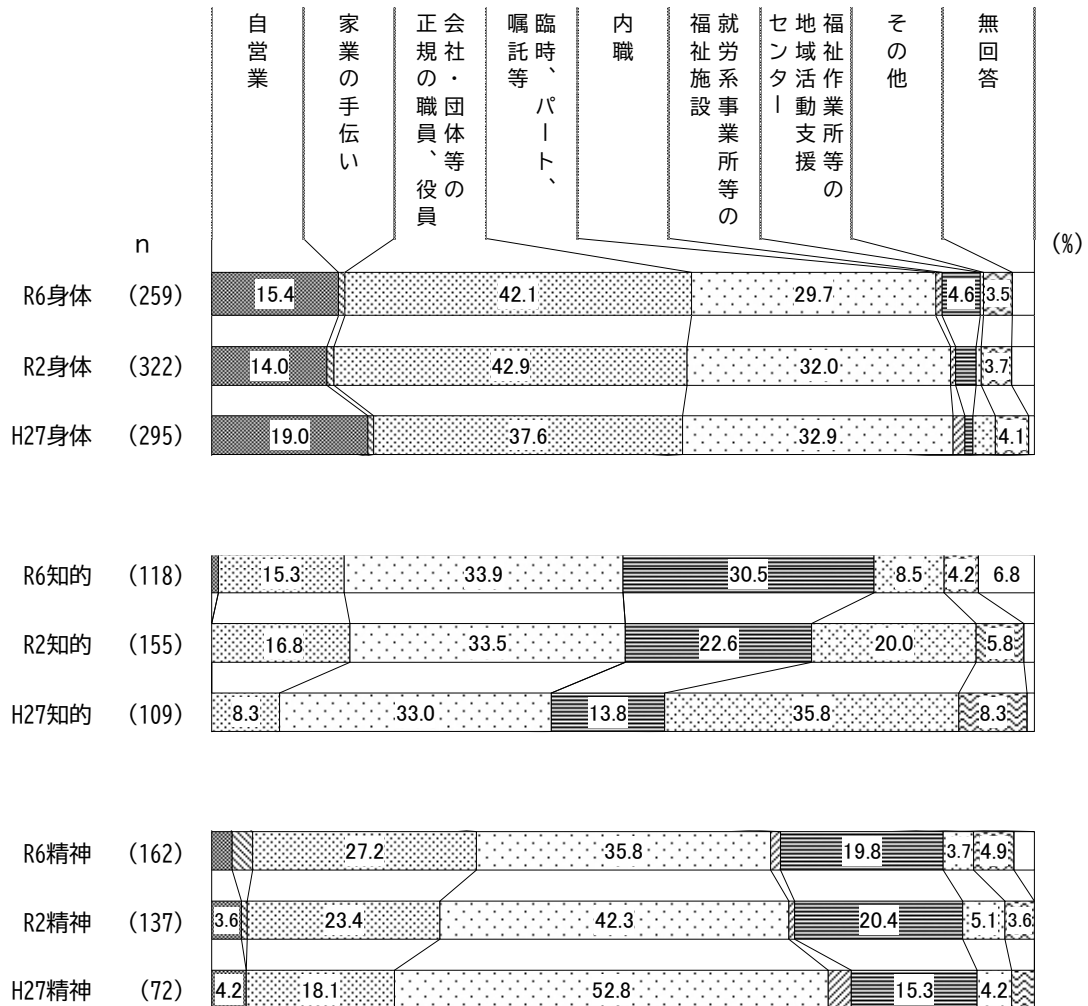 自営業
家業の手伝い
会社・団体等の
正規の職員、役員
臨時、パート、
嘱託等
内職
就労系事業所等の
福祉施設
福祉作業所等の
地域活動支援
センター
その他
無回答
n
(%)
R6身体 (259) 15.4 42.1 29.7 4.6 3.5
R2身体 (322) 14.0 42.9 32.0 3.7
H27身体 (295) 19.0 37.6 32.9 4.1
R6知的 (118) 15.3 33.9 30.5 8.5 4.2 6.8
R2知的 (155) 16.8 33.5 22.6 20.0 5.8
H27知的 (109) 8.3 33.0 13.8 35.8 8.3
R6精神 (162) 27.2 35.8 19.8 3.7 4.9
R2精神 (137) 3.6 23.4 42.3 20.4 5.1 3.6
H27精神 (72) 4.2 18.1 52.8 15.3 4.2